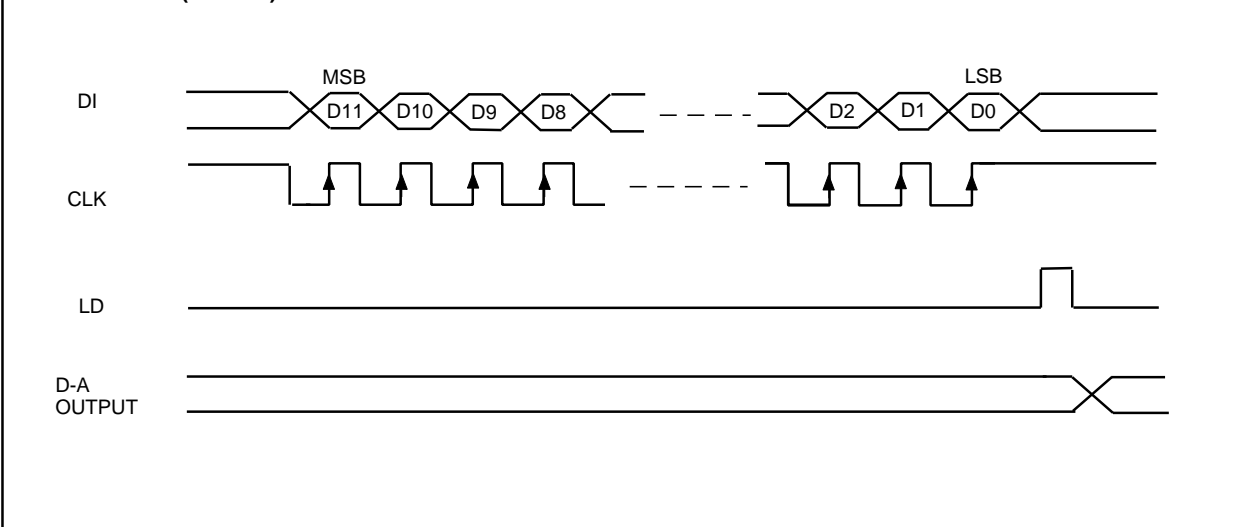 MSB LSB
DI D11 D10 D9 D8 D2 D1 D0
CLK
LD
D-A
OUTPUT